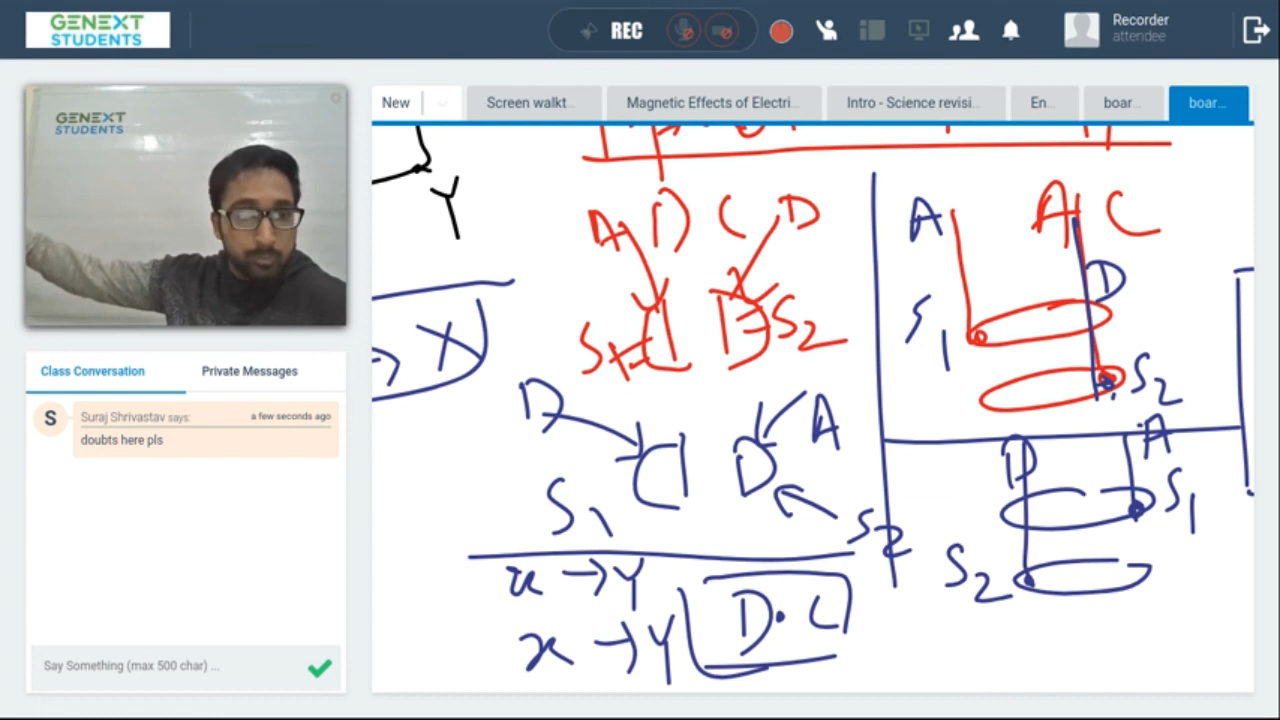 GENEXT
STUDENTS
REC
Recorder
attendee
GENEXT
STUDENTS
New
Screen walkt...
Magnetic Effects of Electri...
Intro - Science revisi...
En...
boar...
boar...
Class Conversation
Private Messages
S
Suraj Shrivastav says:
a few seconds ago
doubts here pls
Say Something (max 500 char) ...
Y
A D C D
S1 S2
→ X
D A
S1 S2
x → Y
x → Y D.C
A A C
D
S1
S2
D A
S1
S2